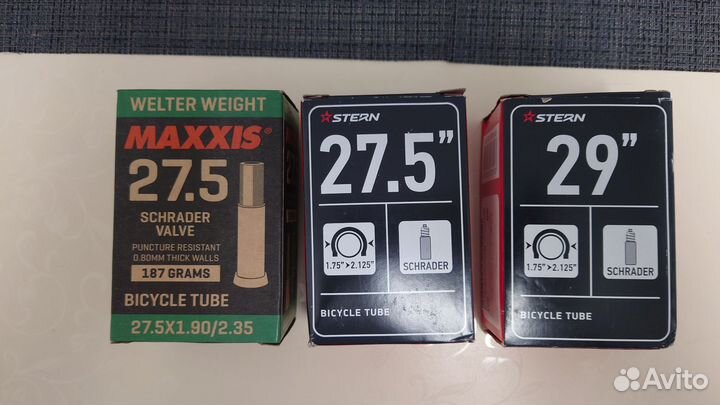 WELTER WEIGHT
MAXXIS®
27.5
SCHRADER
VALVE
PUNCTURE RESISTANT
0.80MM THICK WALLS
187 GRAMS
BICYCLE TUBE
27.5X1.90/2.35
STERN
27.5"
1.75">2.125"
SCHRADER
BICYCLE TUBE
STERN
29"
1.75">2.125"
SCHRADER
BICYCLE TUBE
Avito